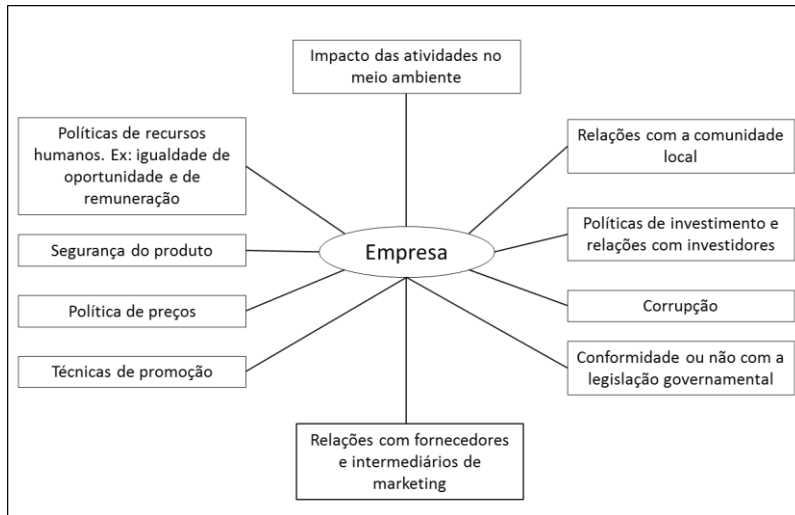 Impacto das atividades no
meio ambiente
Políticas de recursos
humanos. Ex: igualdade de
oportunidade e de
remuneração
Relações com a comunidade
local
Segurança do produto
Empresa
Políticas de investimento e
relações com investidores
Política de preços
Corrupção
Técnicas de promoção
Conformidade ou não com a
legislação governamental
Relações com fornecedores
e intermediários de
marketing